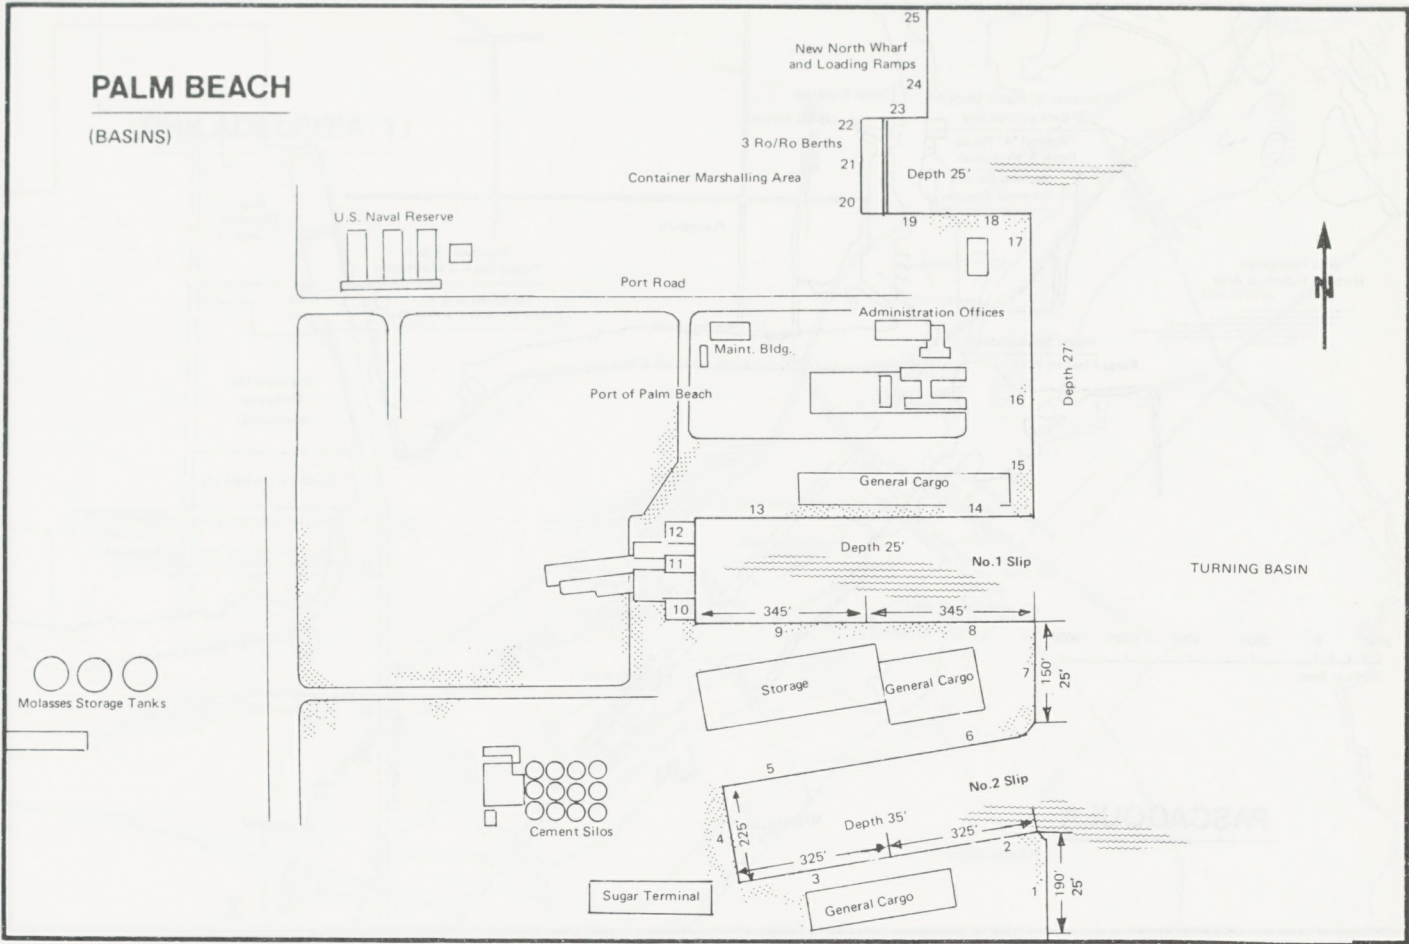 PALM BEACH
(BASINS)
25
New North Wharf
and Loading Ramps
24
23
22
3 Ro/Ro Berths
21
Container Marshalling Area
Depth 25'
20
19
18
17
U.S. Naval Reserve
N
Port Road
Administration Offices
Maint. Bldg.
Depth 27'
Port of Palm Beach
16
15
General Cargo
13
14
12
Depth 25'
No.1 Slip
11
TURNING BASIN
10
345'
345'
9
8
7
150'
25'
Storage
General Cargo
Molasses Storage Tanks
6
5
No.2 Slip
Cement Silos
Depth 35'
4
225'
325'
325'
2
3
1
190'
25'
Sugar Terminal
General Cargo